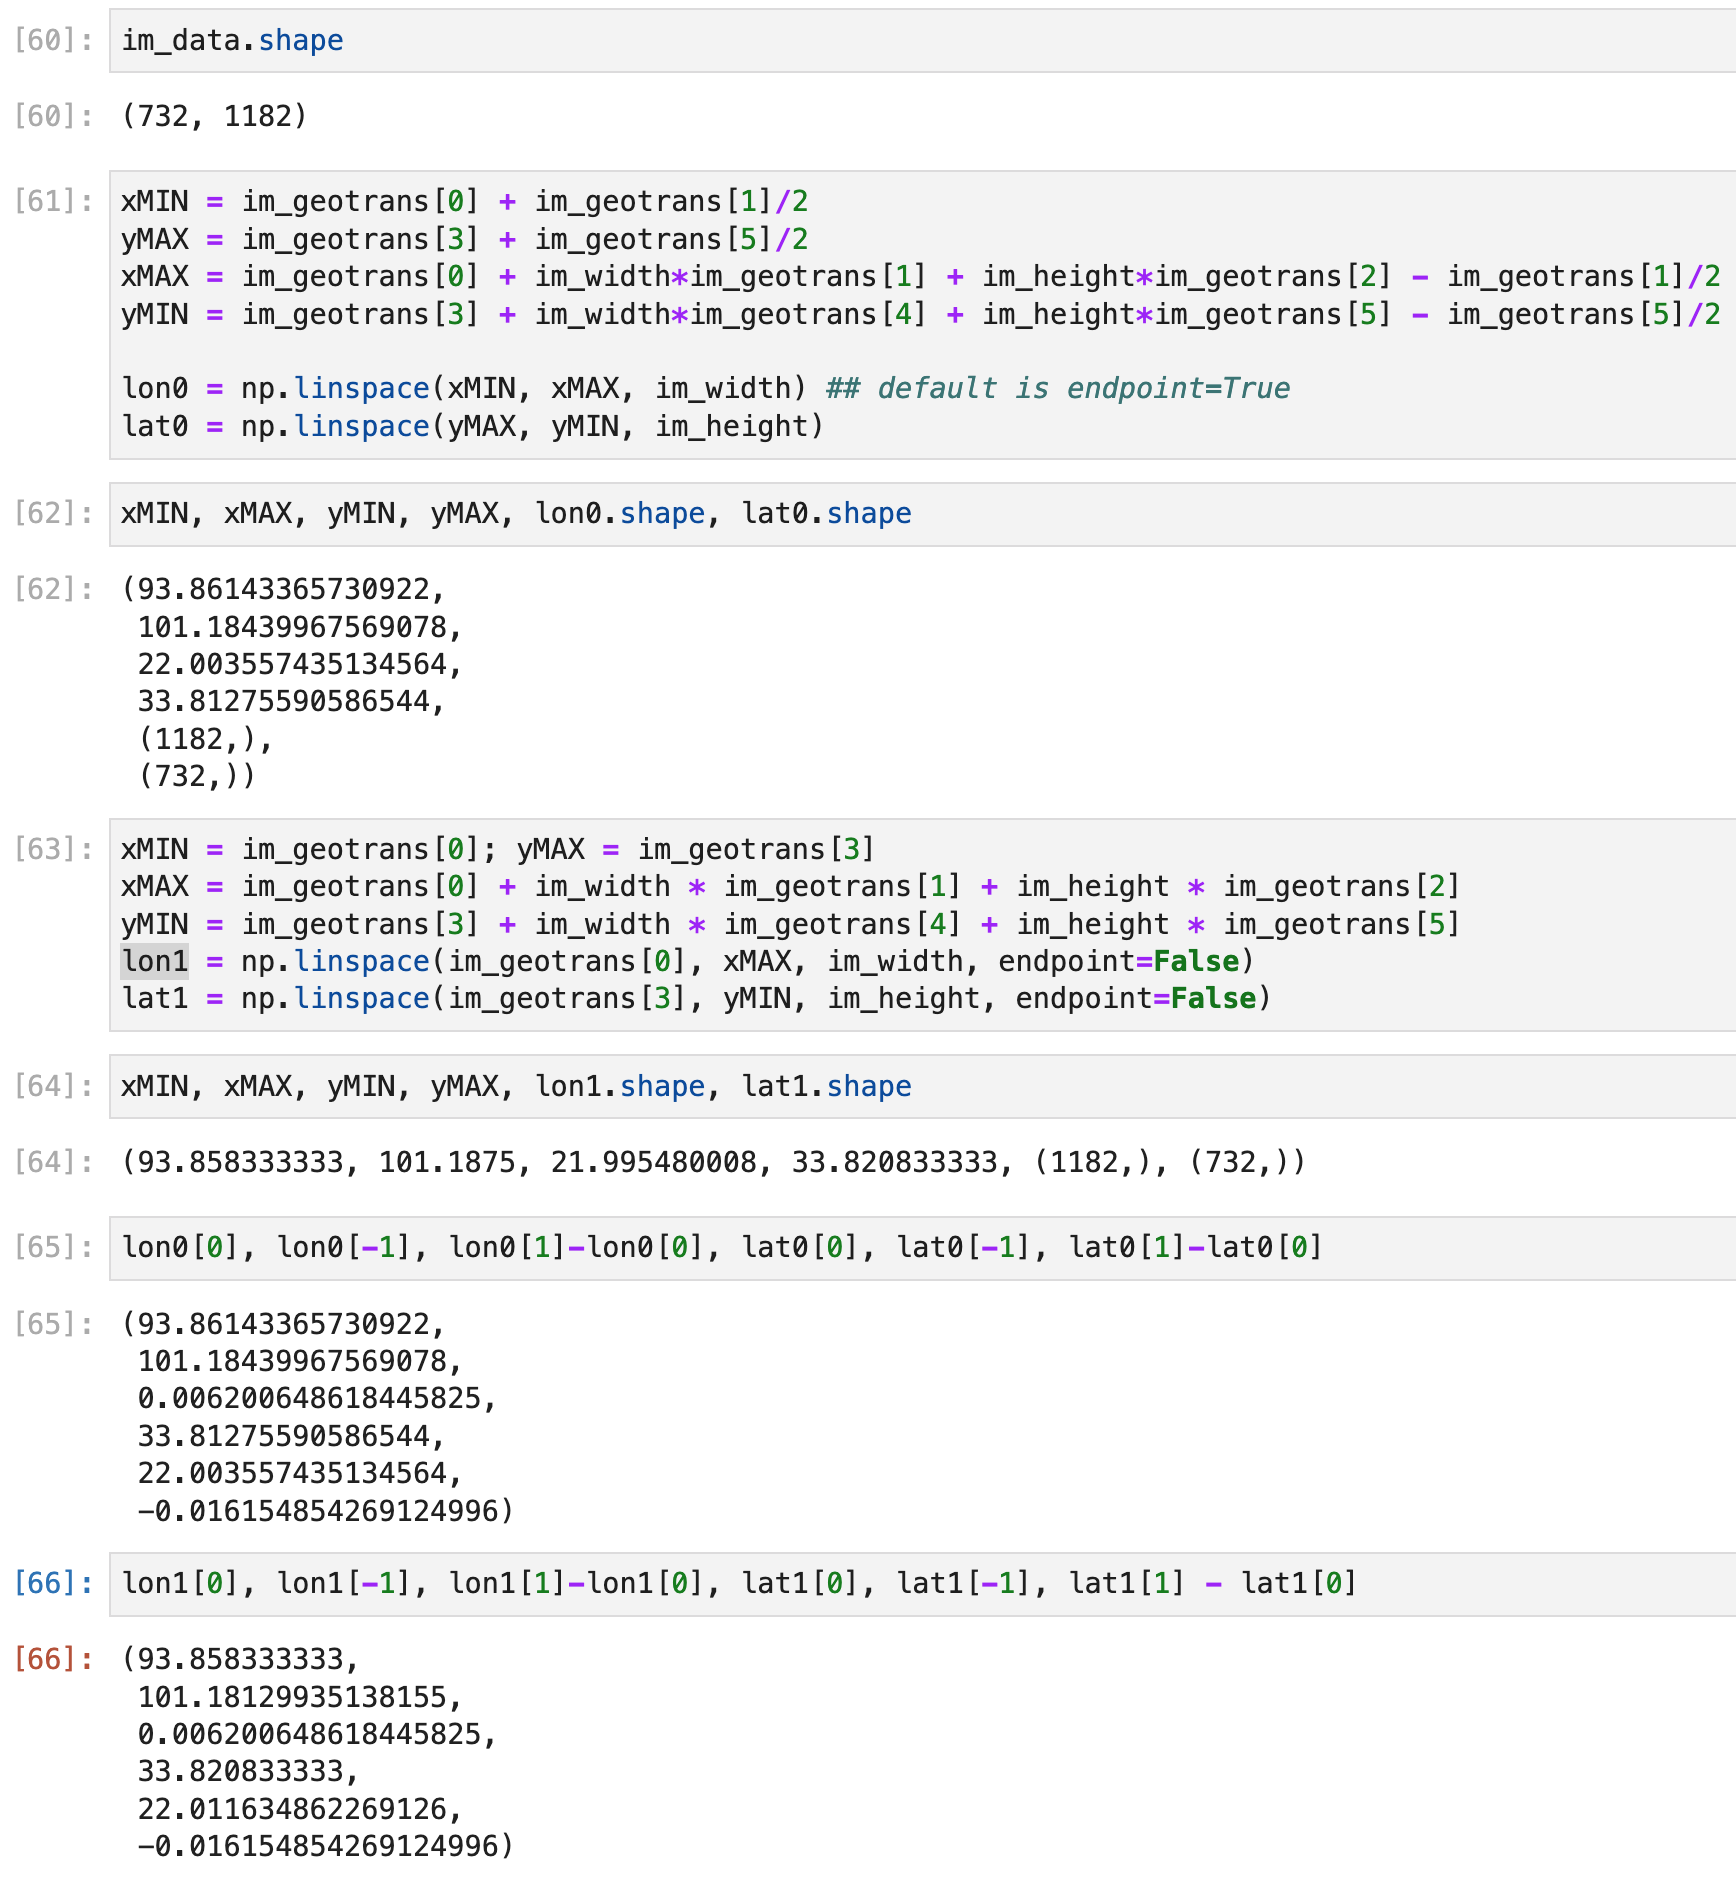 [60]: im_data.shape
[60]: (732, 1182)
[61]: xMIN = im_geotrans[0] + im_geotrans[1]/2
yMAX = im_geotrans[3] + im_geotrans[5]/2
xMAX = im_geotrans[0] + im_width*im_geotrans[1] + im_height*im_geotrans[2] - im_geotrans[1]/2
yMIN = im_geotrans[3] + im_width*im_geotrans[4] + im_height*im_geotrans[5] - im_geotrans[5]/2
lon0 = np.linspace(xMIN, xMAX, im_width) ## default is endpoint=True
lat0 = np.linspace(yMAX, yMIN, im_height)
[62]: xMIN, xMAX, yMIN, yMAX, lon0.shape, lat0.shape
[62]: (93.86143365730922,
101.18439967569078,
22.003557435134564,
33.81275590586544,
(1182,),
(732,))
[63]: xMIN = im_geotrans[0]; yMAX = im_geotrans[3]
xMAX = im_geotrans[0] + im_width * im_geotrans[1] + im_height * im_geotrans[2]
yMIN = im_geotrans[3] + im_width * im_geotrans[4] + im_height * im_geotrans[5]
lon1 = np.linspace(im_geotrans[0], xMAX, im_width, endpoint=False)
lat1 = np.linspace(im_geotrans[3], yMIN, im_height, endpoint=False)
[64]: xMIN, xMAX, yMIN, yMAX, lon1.shape, lat1.shape
[64]: (93.858333333, 101.1875, 21.995480008, 33.820833333, (1182,), (732,))
[65]: lon0[0], lon0[-1], lon0[1]-lon0[0], lat0[0], lat0[-1], lat0[1]-lat0[0]
[65]: (93.86143365730922,
101.18439967569078,
0.006200648618445825,
33.81275590586544,
22.003557435134564,
-0.016154854269124996)
[66]: lon1[0], lon1[-1], lon1[1]-lon1[0], lat1[0], lat1[-1], lat1[1] - lat1[0]
[66]: (93.858333333,
101.18129935138155,
0.006200648618445825,
33.820833333,
22.011634862269126,
-0.016154854269124996)